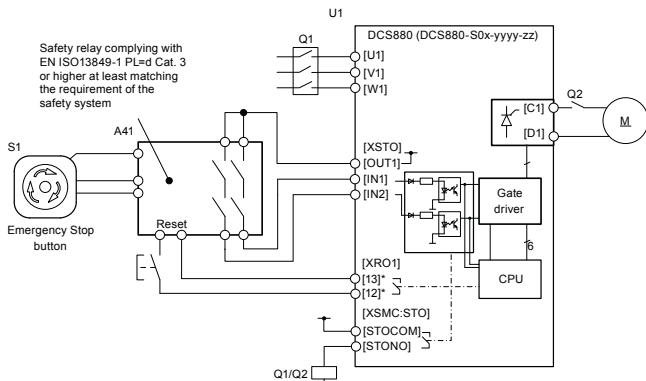 U1
Q1
DCS880 (DCS880-S0x-yyyy-zz)
Safety relay complying with
EN ISO13849-1 PL=d Cat. 3
or higher at least matching
the requirement of the
safety system
[U1]
[V1]
[W1]
Q2
[C1]
M
[D1]
A41
S1
[XSTO]
[OUT1]
[IN1]
[IN2]
Gate
driver
Reset
Emergency Stop
button
6
CPU
[XRO1]
[13]*
[12]*
[XSMC:STO]
[STOCOM]
[STONO]
Q1/Q2